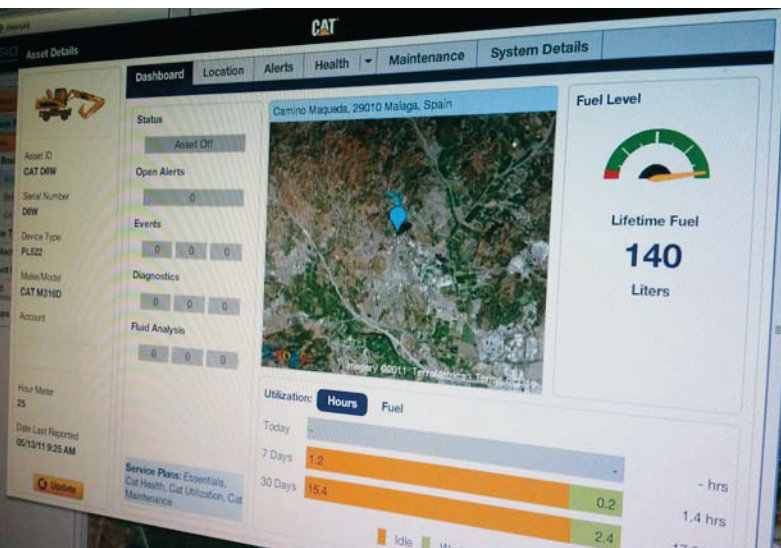 CAT
Asset Details
Dashboard
Location
Alerts
Health
Maintenance
System Details
Asset ID
CAT D6W
Serial Number
D6W
Device Type
PL522
Make/Model
CAT M316D
Account
Hour Meter
25
Date Last Reported
05/13/11 9:25 AM
Update
Status
Asset Off
Open Alerts
0
Events
0 0 0
Diagnostics
0 0 0
Fluid Analysis
0 0 0
Service Plans: Essentials,
Cat Health, Cat Utilization, Cat
Maintenance
Camino Maqueda, 29010 Malaga, Spain
Imagery ©2011 TerraMetrics
Fuel Level
Lifetime Fuel
140
Liters
Utilization: Hours Fuel
Today - - - hrs
7 Days 1.2 0.2 1.4 hrs
30 Days 15.4 2.4
Idle